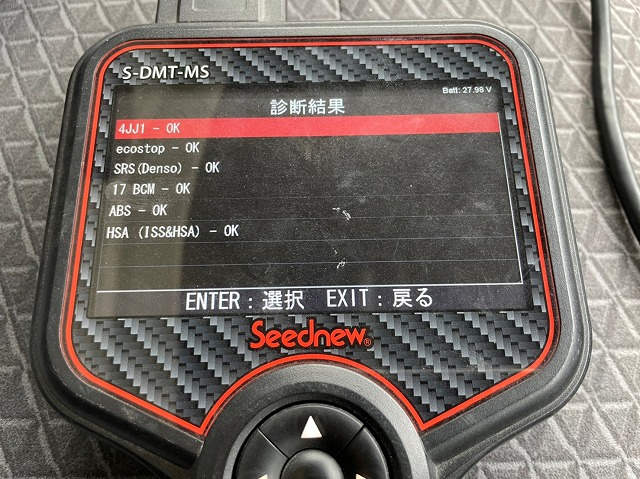 S-DMT-MS
Batt: 27.98 V
診断結果
4JJ1 - OK
ecostop - OK
SRS(Denso) - OK
17 BCM - OK
ABS - OK
HSA (ISS&HSA) - OK
ENTER：選択 EXIT：戻る
Seednew®